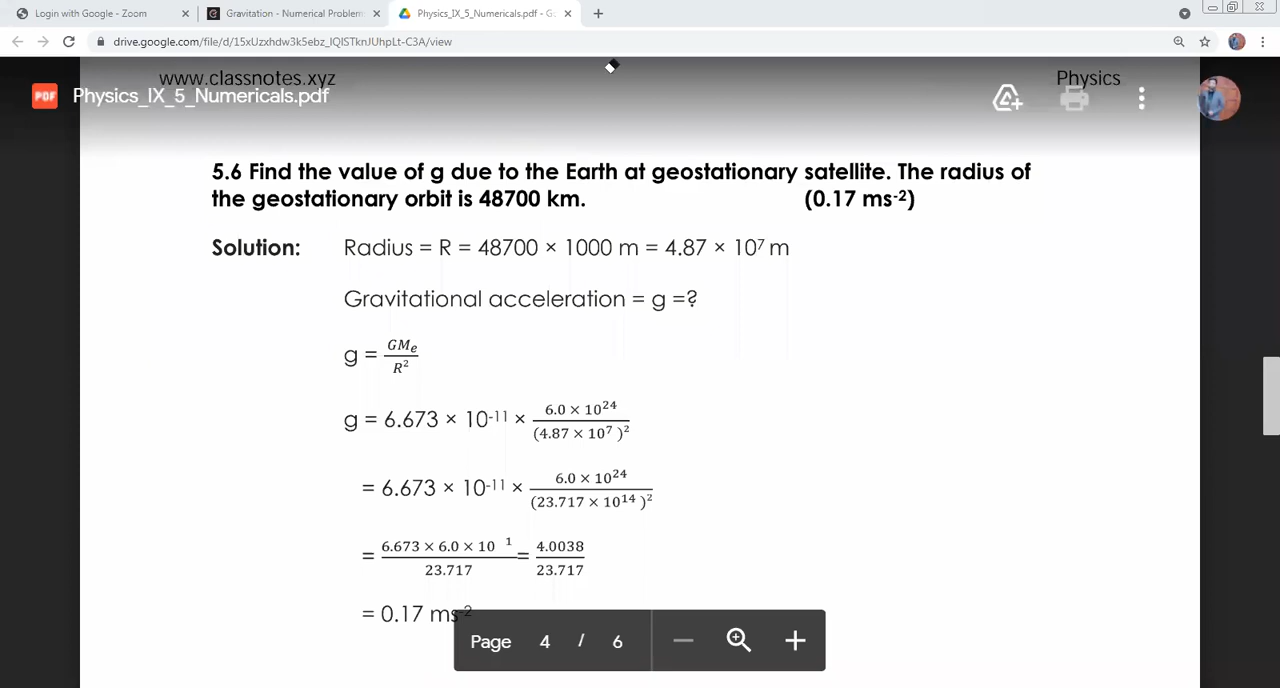 Login with Google - Zoom
Gravitation - Numerical Problem
Physics_IX_5_Numericals.pdf - Go
drive.google.com/file/d/15xUzxhdw3k5ebz_lQISTknJUhpLt-C3A/view
www.classnotes.xyz
Physics
PDF
Physics_IX_5_Numericals.pdf
5.6 Find the value of g due to the Earth at geostationary satellite. The radius of
the geostationary orbit is 48700 km. (0.17 ms⁻²)
Solution: Radius = R = 48700 × 1000 m = 4.87 × 10⁷ m
Gravitational acceleration = g =?
g = GMₑ / R²
g = 6.673 × 10⁻¹¹ × 6.0 × 10²⁴ / (4.87 × 10⁷ )²
= 6.673 × 10⁻¹¹ × 6.0 × 10²⁴ / (23.717 × 10¹⁴ )²
= 6.673 × 6.0 × 10 ¹ / 23.717 = 4.0038 / 23.717
= 0.17 ms⁻²
Page 4 / 6